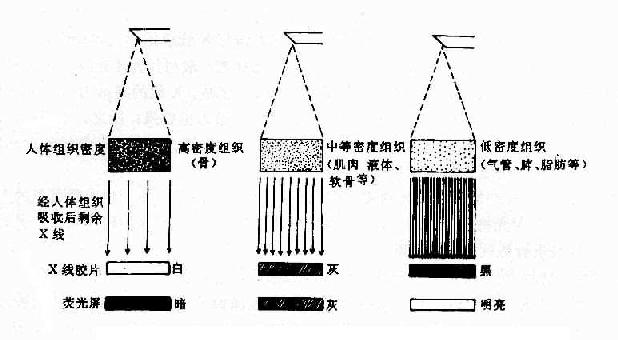 人体组织密度
高密度组织
（骨）
中等密度组织
（肌肉 液体、
软骨等）
低密度组织
（气管、肺、脂肪等）
经人体组织
吸收后剩余
X线
X线胶片
白
灰
黑
荧光屏
暗
灰
明亮